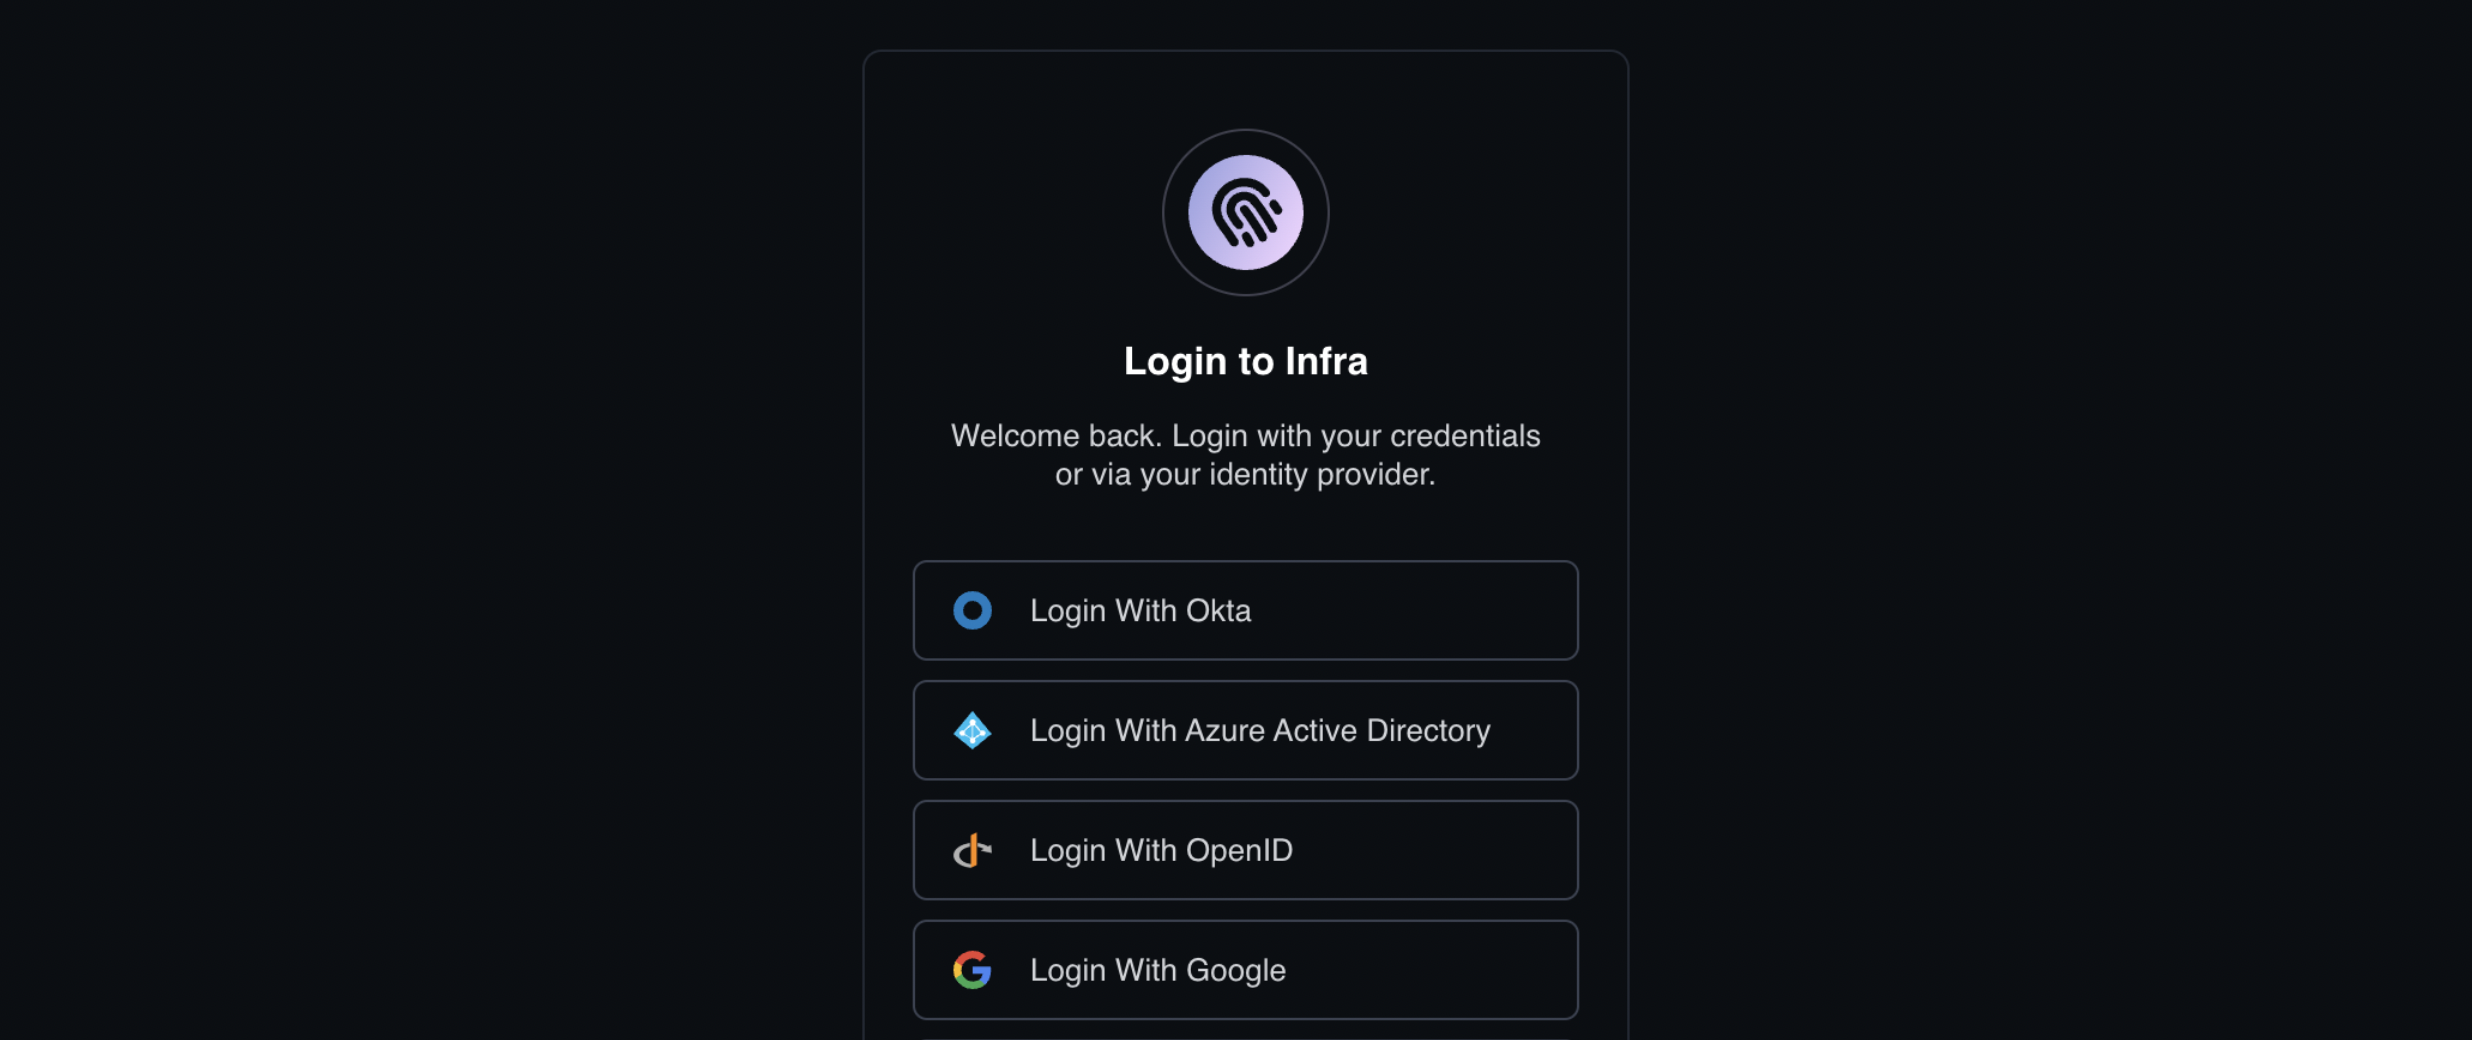 Login to Infra
Welcome back. Login with your credentials
or via your identity provider.
Login With Okta
Login With Azure Active Directory
Login With OpenID
Login With Google